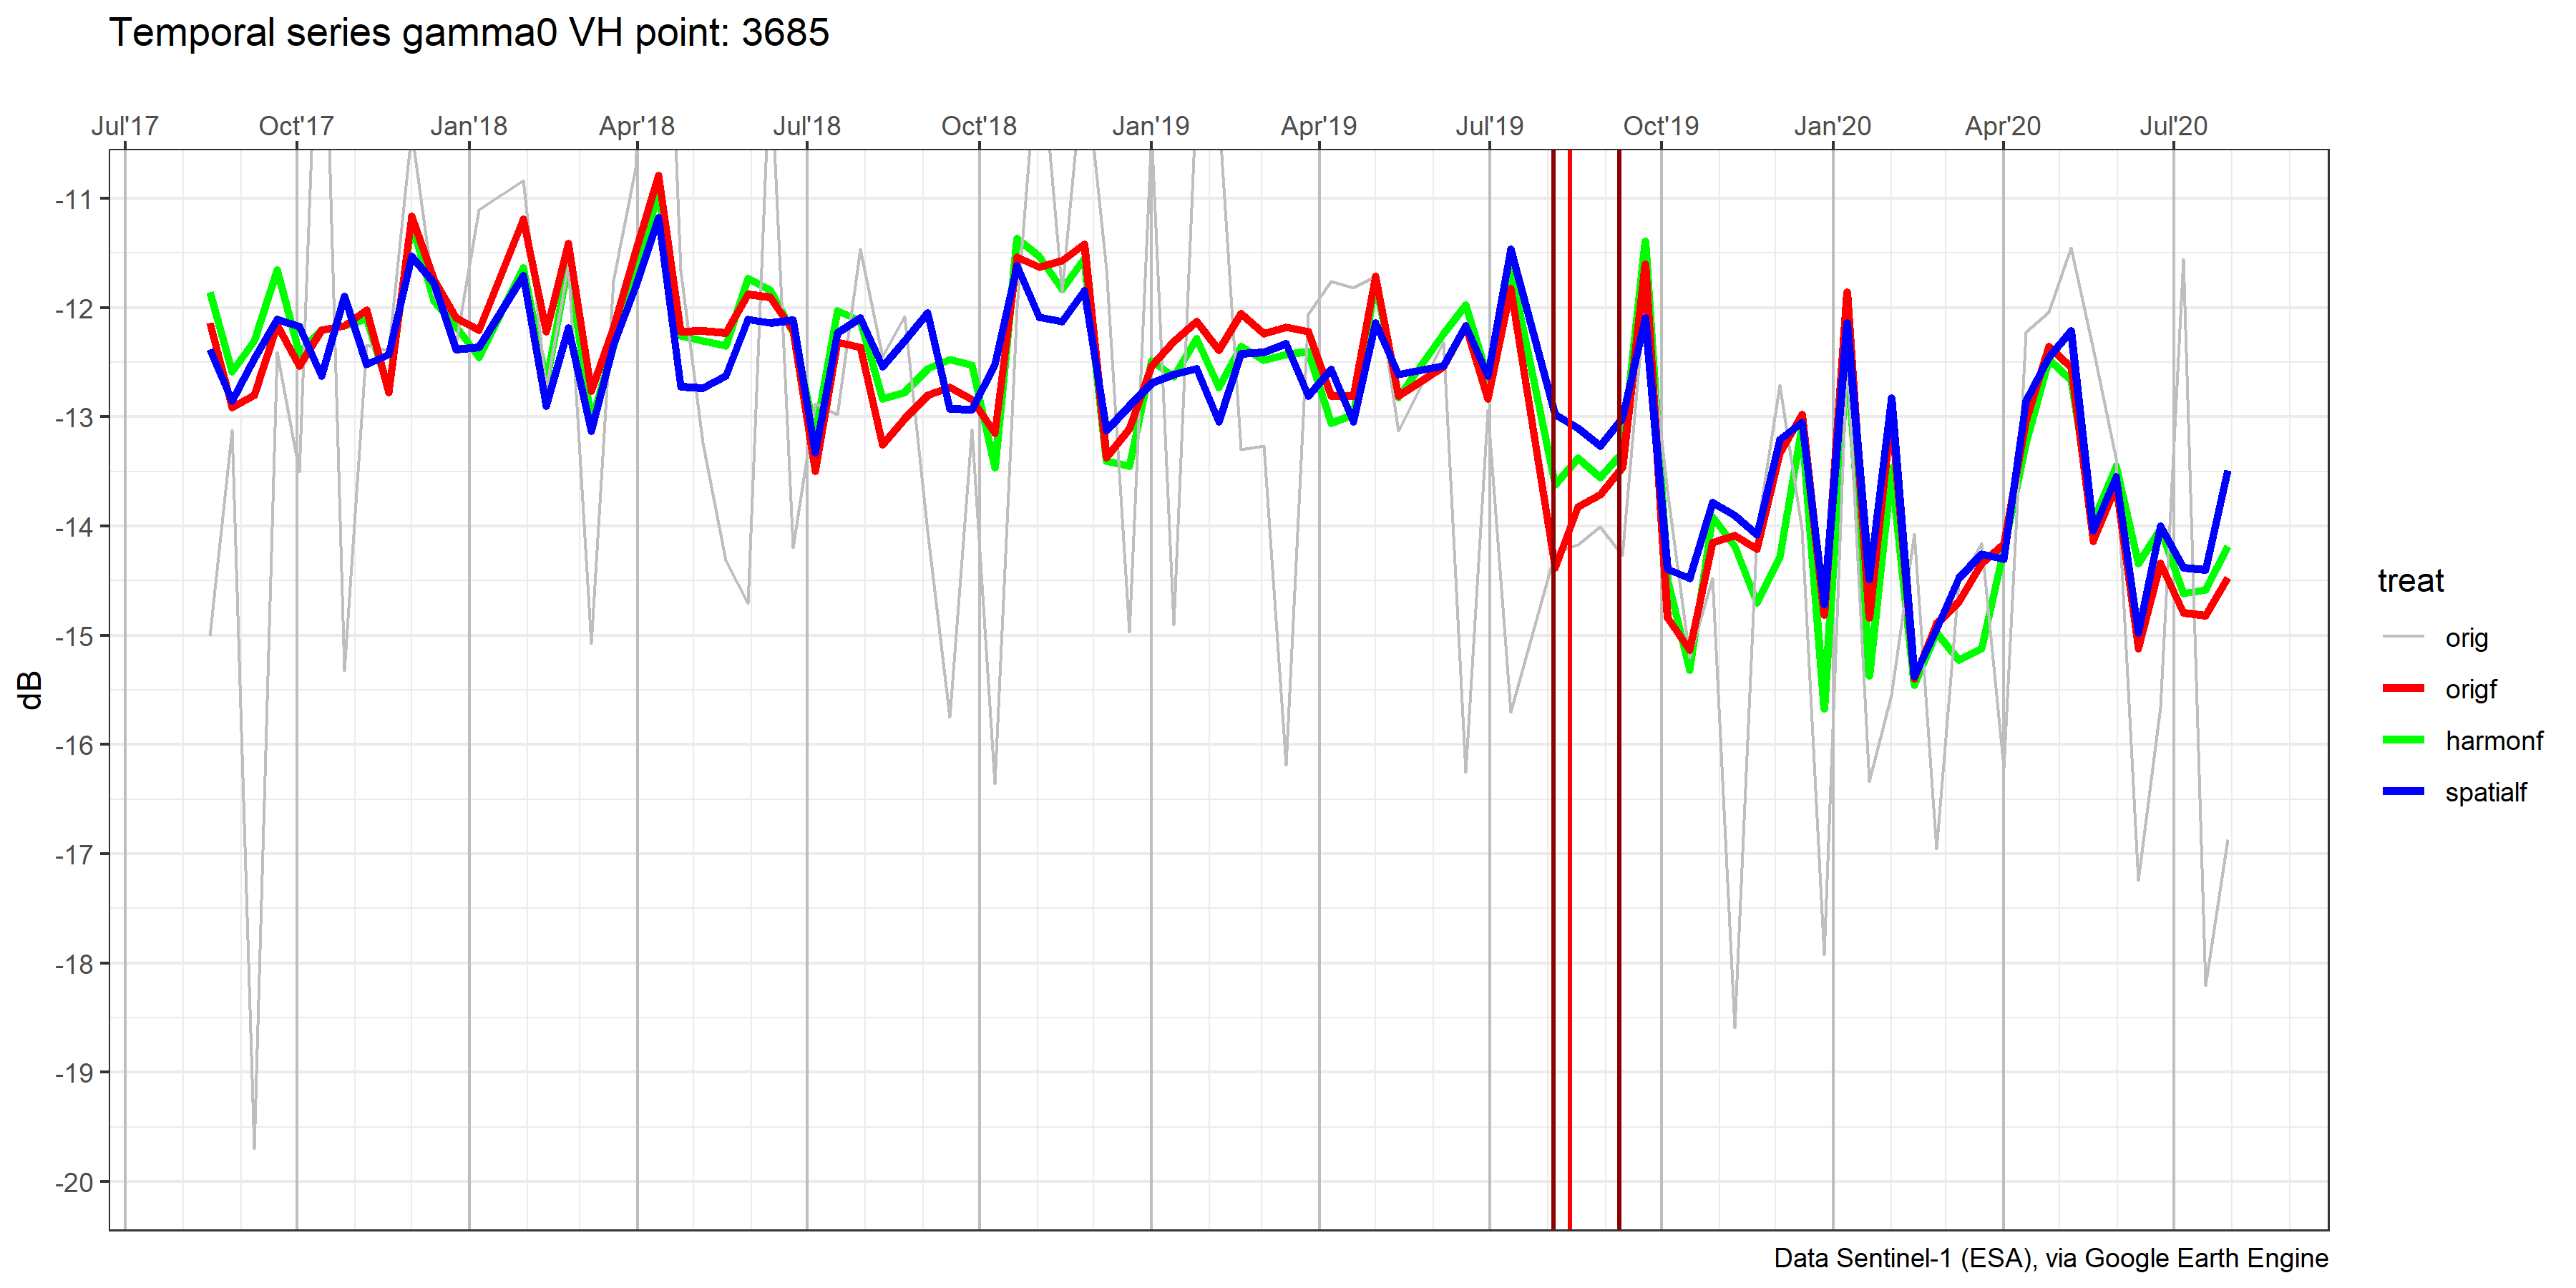 Temporal series gamma0 VH point: 3685
Jul'17 Oct'17 Jan'18 Apr'18 Jul'18 Oct'18 Jan'19 Apr'19 Jul'19 Oct'19 Jan'20 Apr'20 Jul'20
-11
-12
-13
-14
-15
-16
-17
-18
-19
-20
dB
treat
orig
origf
harmonf
spatialf
Data Sentinel-1 (ESA), via Google Earth Engine